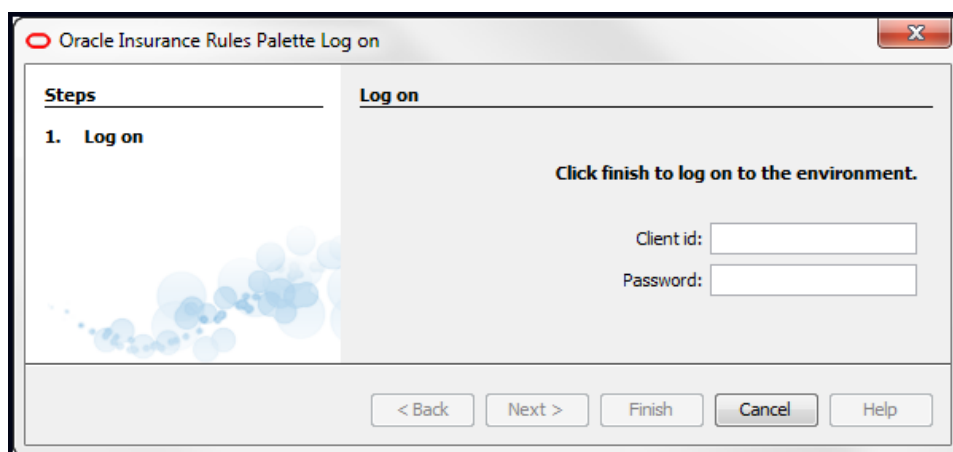 Oracle Insurance Rules Palette Log on
Steps
1. Log on
Log on
Click finish to log on to the environment.
Client id:
Password:
< Back
Next >
Finish
Cancel
Help